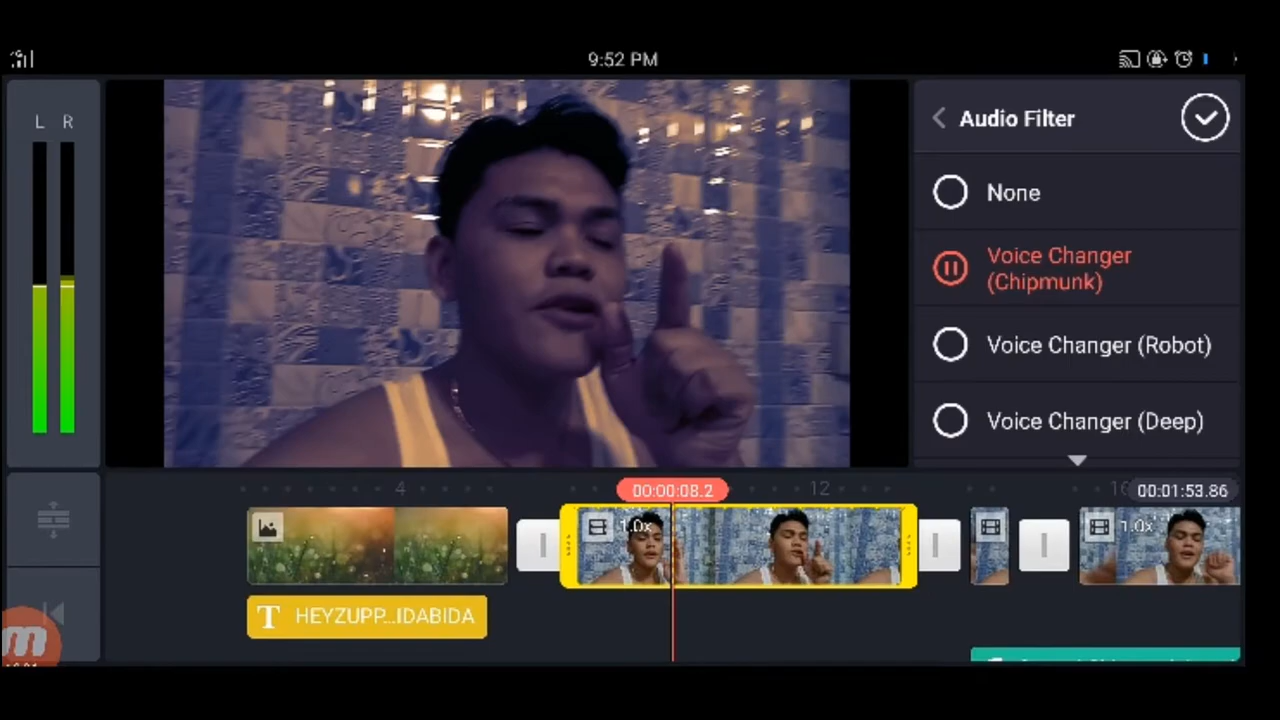 9:52 PM
L R
Audio Filter
None
Voice Changer
(Chipmunk)
Voice Changer (Robot)
Voice Changer (Deep)
4
00:00:08.2
12
00:01:53.86
1.0x
1.0x
T HEYZUPP...IDABIDA
m